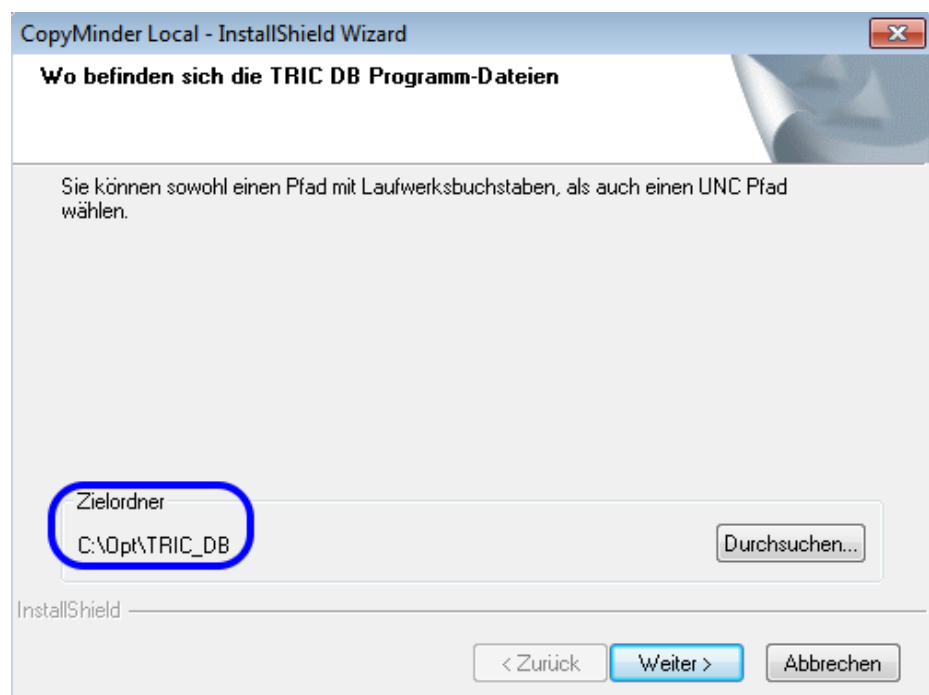 CopyMinder Local - InstallShield Wizard
Wo befinden sich die TRIC DB Programm-Dateien
Sie können sowohl einen Pfad mit Laufwerksbuchstaben, als auch einen UNC Pfad
wählen.
Zielordner
C:\Opt\TRIC_DB
Durchsuchen...
InstallShield
< Zurück
Weiter >
Abbrechen